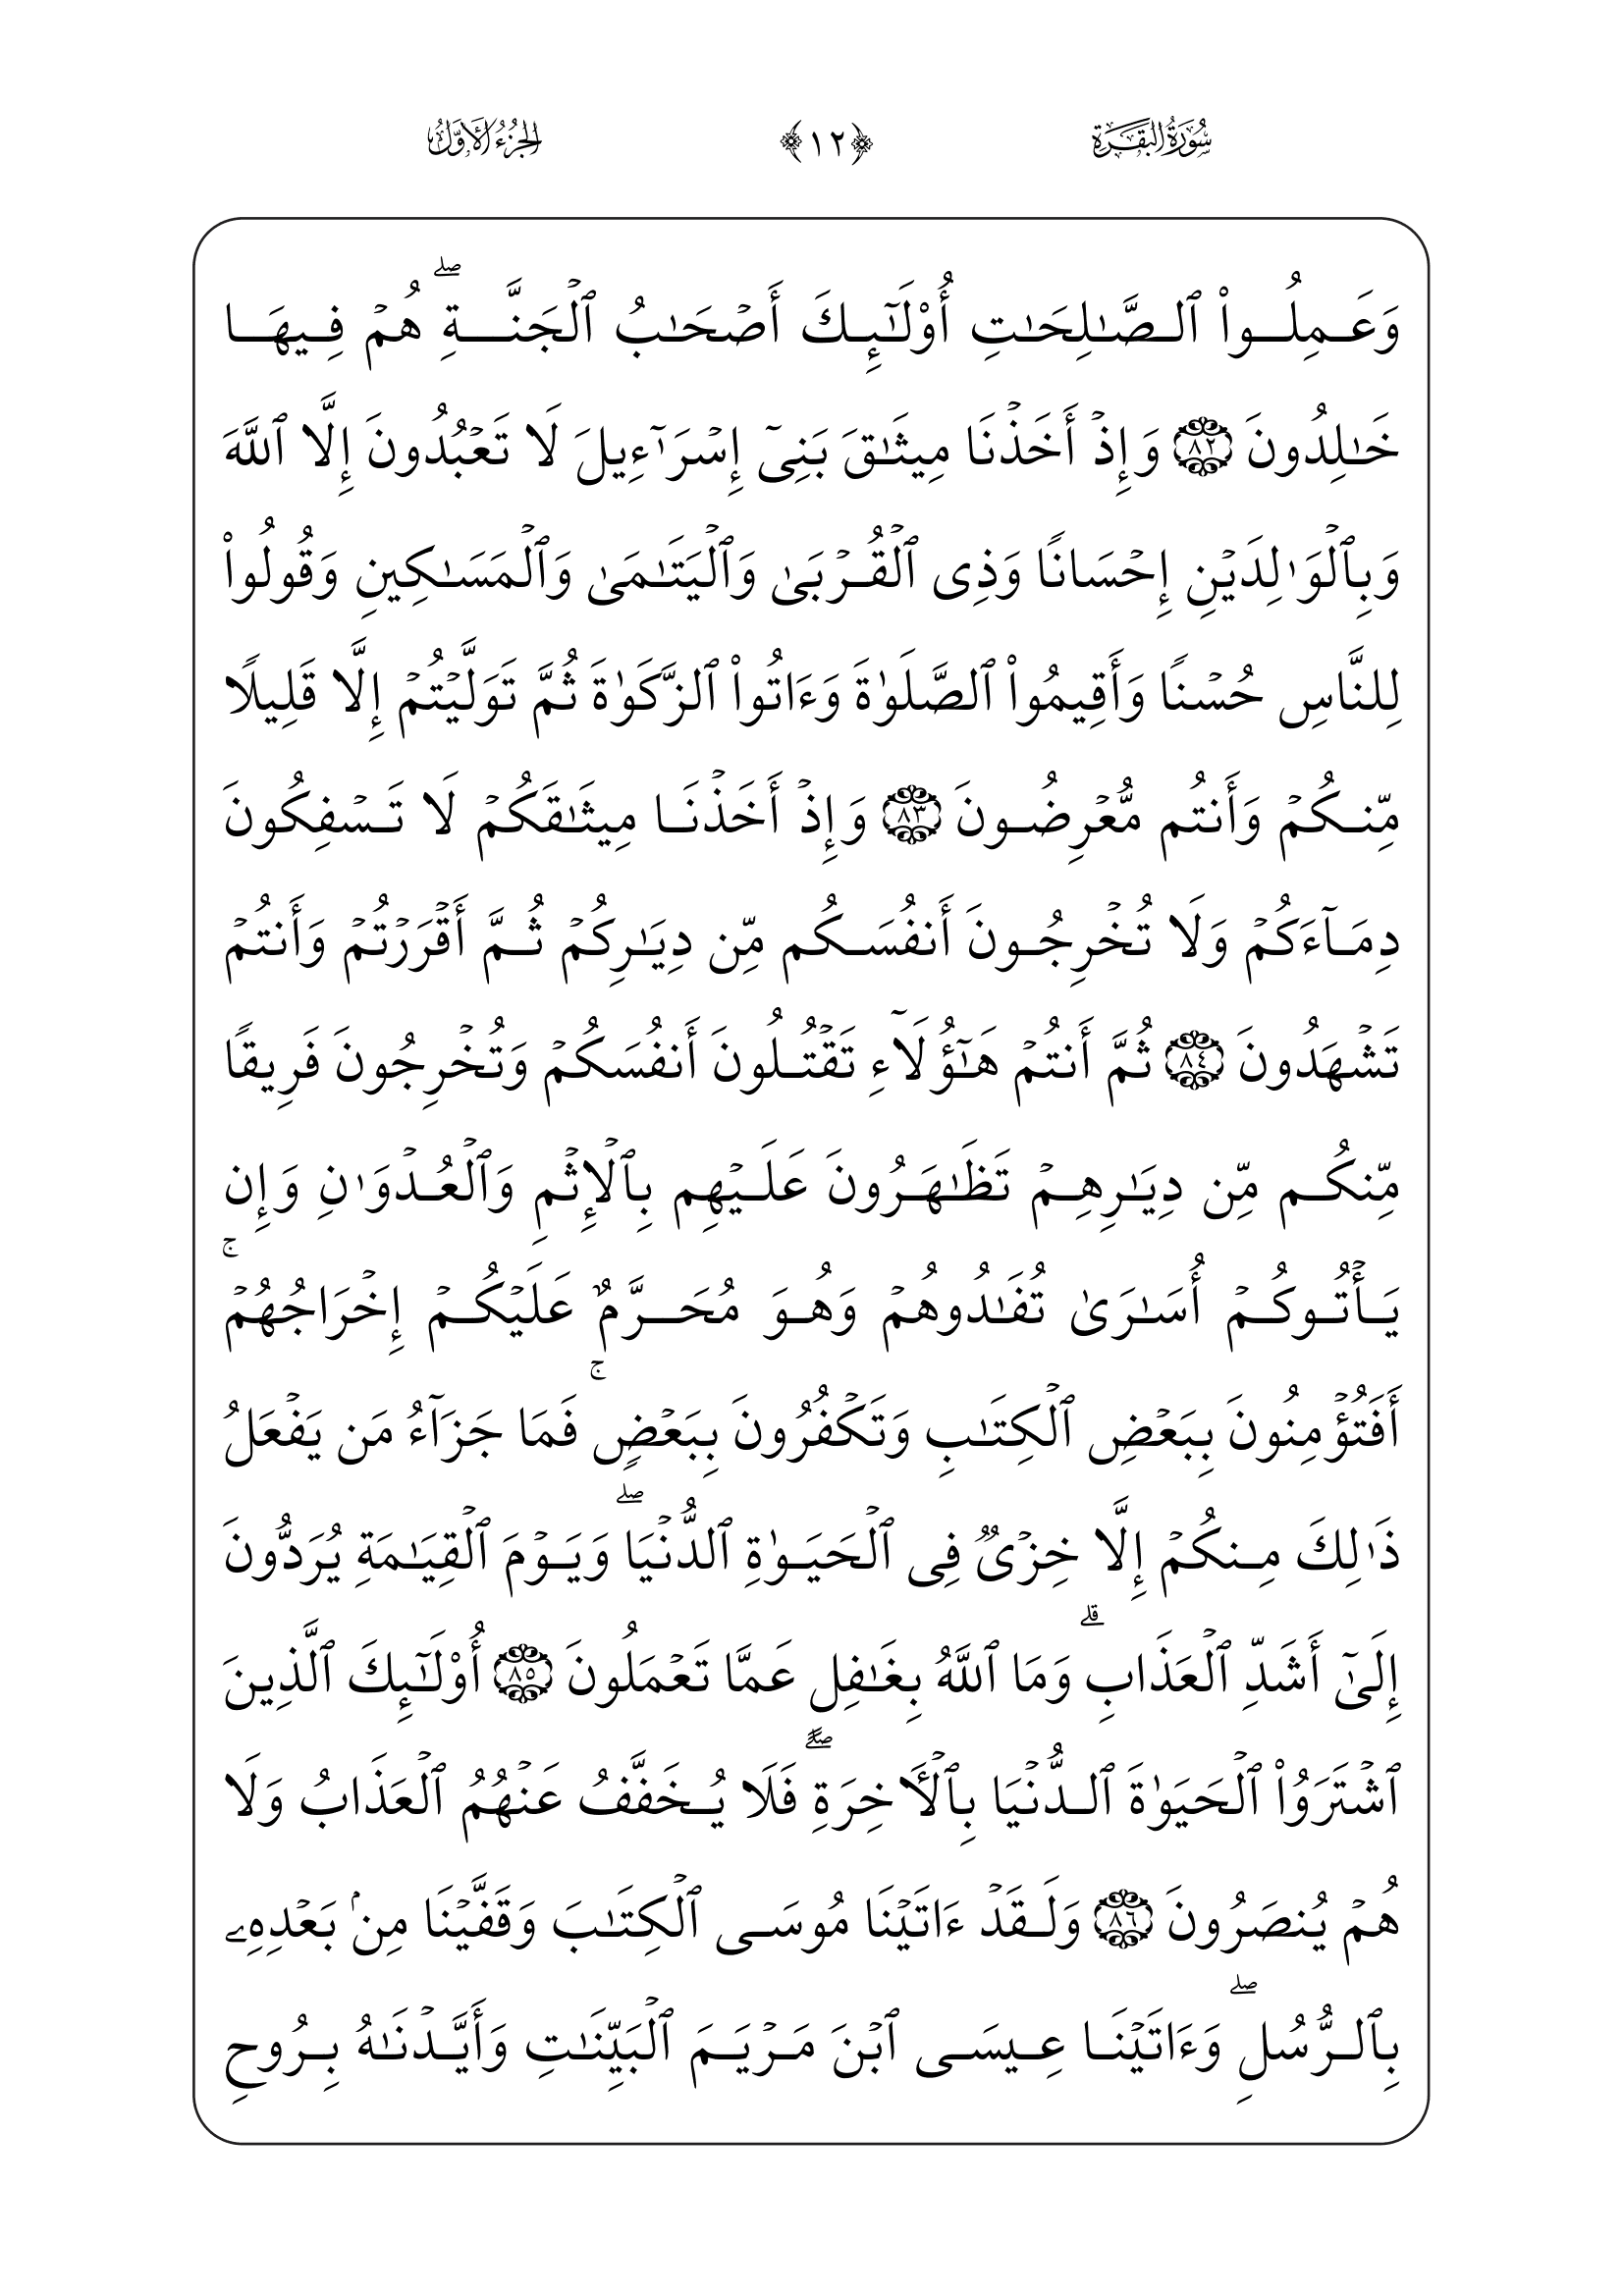 سُورَةُ البَقَرَةِ ﴿١٢﴾ الجُزْءُ الأَوَّلُ
وَعَمِلُوا۟ ٱلصَّـٰلِحَـٰتِ أُو۟لَـٰٓئِكَ أَصۡحَـٰبُ ٱلۡجَنَّةِۖ هُمۡ فِيهَا
خَـٰلِدُونَ ٨٢ وَإِذۡ أَخَذۡنَا مِيثَـٰقَ بَنِىٓ إِسۡرَٰٓءِيلَ لَا تَعۡبُدُونَ إِلَّا ٱللَّهَ
وَبِٱلۡوَٰلِدَيۡنِ إِحۡسَانًا وَذِى ٱلۡقُرۡبَىٰ وَٱلۡيَتَـٰمَىٰ وَٱلۡمَسَـٰكِينِ وَقُولُوا۟
لِلنَّاسِ حُسۡنًا وَأَقِيمُوا۟ ٱلصَّلَوٰةَ وَءَاتُوا۟ ٱلزَّكَوٰةَ ثُمَّ تَوَلَّيۡتُمۡ إِلَّا قَلِيلًا
مِّنكُمۡ وَأَنتُم مُّعۡرِضُونَ ٨٣ وَإِذۡ أَخَذۡنَا مِيثَـٰقَكُمۡ لَا تَسۡفِكُونَ
دِمَآءَكُمۡ وَلَا تُخۡرِجُونَ أَنفُسَكُم مِّن دِيَـٰرِكُمۡ ثُمَّ أَقۡرَرۡتُمۡ وَأَنتُمۡ
تَشۡهَدُونَ ٨٤ ثُمَّ أَنتُمۡ هَـٰٓؤُلَآءِ تَقۡتُلُونَ أَنفُسَكُمۡ وَتُخۡرِجُونَ فَرِيقًا
مِّنكُم مِّن دِيَـٰرِهِمۡ تَظَـٰهَرُونَ عَلَيۡهِم بِٱلۡإِثۡمِ وَٱلۡعُدۡوَٰنِ وَإِن
يَأۡتُوكُمۡ أُسَـٰرَىٰ تُفَـٰدُوهُمۡ وَهُوَ مُحَرَّمٌ عَلَيۡكُمۡ إِخۡرَاجُهُمۡۚ
أَفَتُؤۡمِنُونَ بِبَعۡضِ ٱلۡكِتَـٰبِ وَتَكۡفُرُونَ بِبَعۡضٍۚ فَمَا جَزَآءُ مَن يَفۡعَلُ
ذَٰلِكَ مِنكُمۡ إِلَّا خِزۡىٌ فِى ٱلۡحَيَوٰةِ ٱلدُّنۡيَاۖ وَيَوۡمَ ٱلۡقِيَـٰمَةِ يُرَدُّونَ
إِلَىٰٓ أَشَدِّ ٱلۡعَذَابِۗ وَمَا ٱللَّهُ بِغَـٰفِلٍ عَمَّا تَعۡمَلُونَ ٨٥ أُو۟لَـٰٓئِكَ ٱلَّذِينَ
ٱشۡتَرَوُا۟ ٱلۡحَيَوٰةَ ٱلدُّنۡيَا بِٱلۡـَٔاخِرَةِۖ فَلَا يُخَفَّفُ عَنۡهُمُ ٱلۡعَذَابُ وَلَا
هُمۡ يُنصَرُونَ ٨٦ وَلَقَدۡ ءَاتَيۡنَا مُوسَى ٱلۡكِتَـٰبَ وَقَفَّيۡنَا مِنۢ بَعۡدِهِۦ
بِٱلرُّسُلِۖ وَءَاتَيۡنَا عِيسَى ٱبۡنَ مَرۡيَمَ ٱلۡبَيِّنَـٰتِ وَأَيَّدۡنَـٰهُ بِرُوحِ